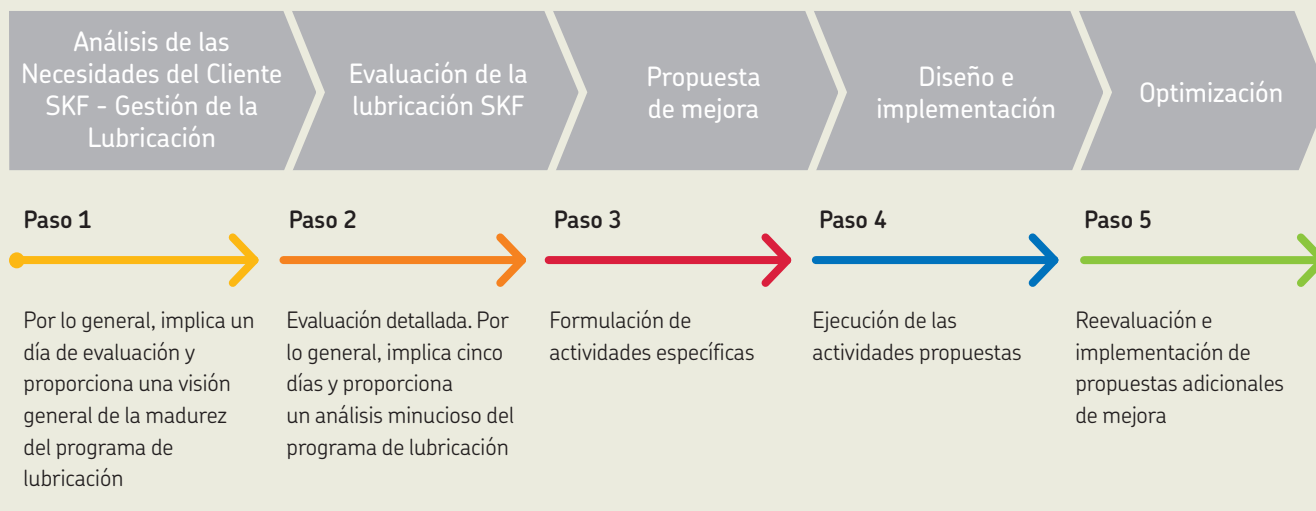 Análisis de las
Necesidades del Cliente
SKF - Gestión de la
Lubricación
Evaluación de la
lubricación SKF
Propuesta
de mejora
Diseño e
implementación
Optimización
Paso 1
Paso 2
Paso 3
Paso 4
Paso 5
Por lo general, implica un
día de evaluación y
proporciona una visión
general de la madurez
del programa de
lubricación
Evaluación detallada. Por
lo general, implica cinco
días y proporciona
un análisis minucioso del
programa de lubricación
Formulación de
actividades específicas
Ejecución de las
actividades propuestas
Reevaluación e
implementación de
propuestas adicionales
de mejora